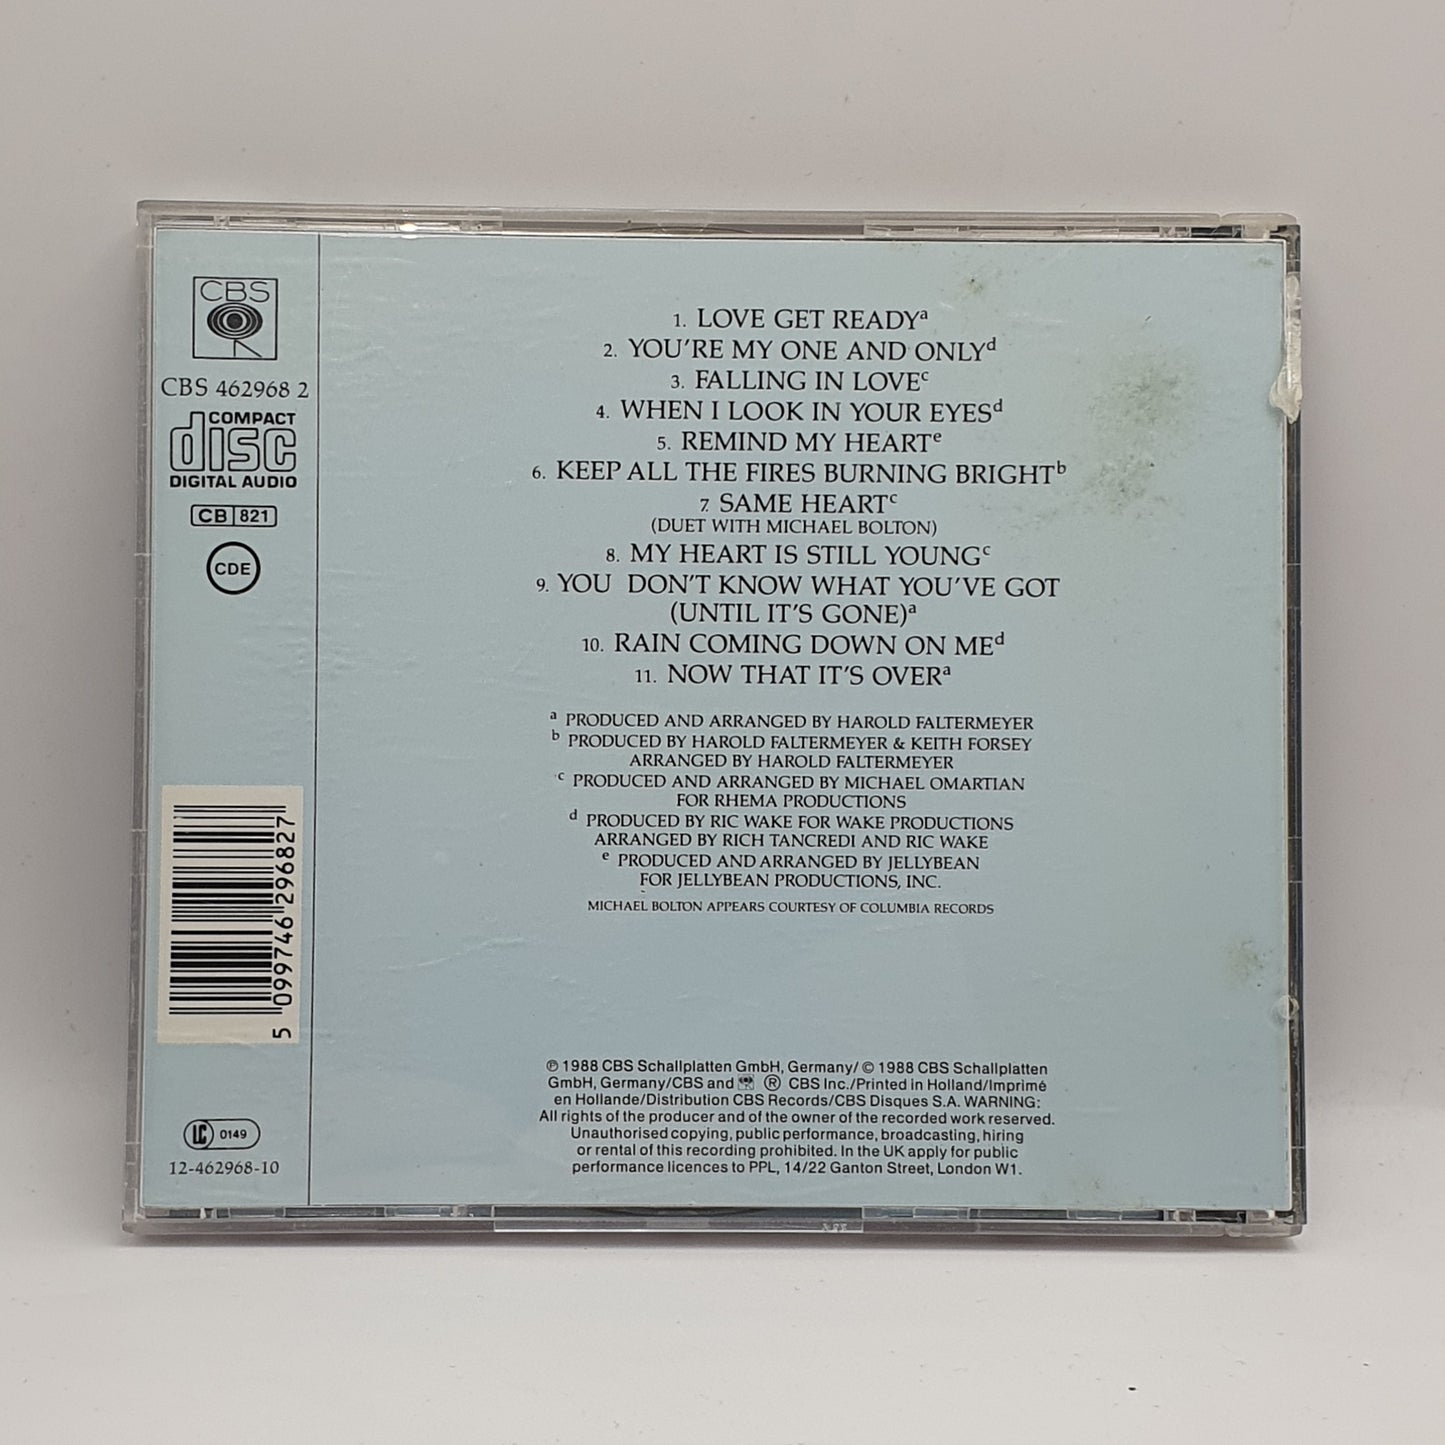 CBS
CBS 462968 2
COMPACT
disc
DIGITAL AUDIO
CB 821
CDE
5 099746 296827
LC 0149
12-462968-10
1. LOVE GET READYᵃ
2. YOU'RE MY ONE AND ONLYᵈ
3. FALLING IN LOVEᶜ
4. WHEN I LOOK IN YOUR EYESᵈ
5. REMIND MY HEARTᵉ
6. KEEP ALL THE FIRES BURNING BRIGHTᵇ
7. SAME HEARTᶜ
(DUET WITH MICHAEL BOLTON)
8. MY HEART IS STILL YOUNGᶜ
9. YOU DON'T KNOW WHAT YOU'VE GOT
(UNTIL IT'S GONE)ᵃ
10. RAIN COMING DOWN ON MEᵈ
11. NOW THAT IT'S OVERᵃ
ᵃ PRODUCED AND ARRANGED BY HAROLD FALTERMEYER
ᵇ PRODUCED BY HAROLD FALTERMEYER & KEITH FORSEY
ARRANGED BY HAROLD FALTERMEYER
ᶜ PRODUCED AND ARRANGED BY MICHAEL OMARTIAN
FOR RHEMA PRODUCTIONS
ᵈ PRODUCED BY RIC WAKE FOR WAKE PRODUCTIONS
ARRANGED BY RICH TANCREDI AND RIC WAKE
ᵉ PRODUCED AND ARRANGED BY JELLYBEAN
FOR JELLYBEAN PRODUCTIONS, INC.
MICHAEL BOLTON APPEARS COURTESY OF COLUMBIA RECORDS
℗ 1988 CBS Schallplatten GmbH, Germany/ © 1988 CBS Schallplatten
GmbH, Germany/CBS and ® CBS Inc./Printed in Holland/Imprimé
en Hollande/Distribution CBS Records/CBS Disques S.A. WARNING:
All rights of the producer and of the owner of the recorded work reserved.
Unauthorised copying, public performance, broadcasting, hiring
or rental of this recording prohibited. In the UK apply for public
performance licences to PPL, 14/22 Ganton Street, London W1.